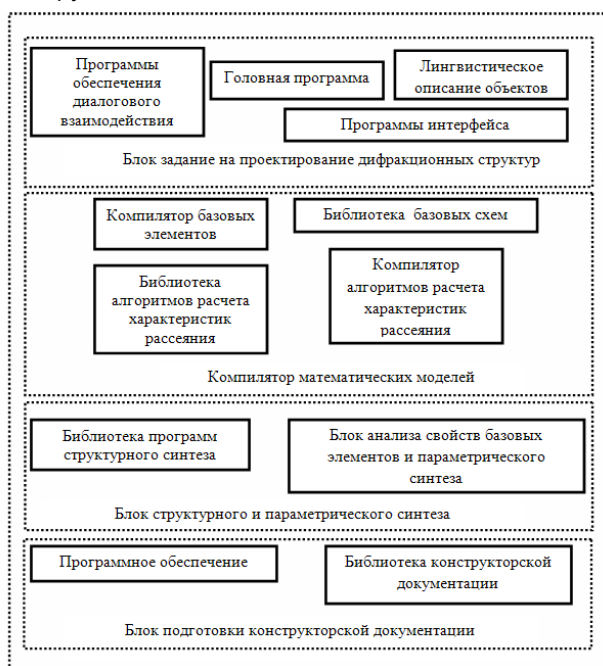 Программы
обеспечения
диалогового
взаимодействия
Головная программа
Лингвистическое
описание объектов
Программы интерфейса
Блок задание на проектирование дифракционных структур
Компилятор базовых
элементов
Библиотека базовых схем
Библиотека
алгоритмов расчета
характеристик
рассеяния
Компилятор
алгоритмов расчета
характеристик
рассеяния
Компилятор математических моделей
Библиотека программ
структурного синтеза
Блок анализа свойств базовых
элементов и параметрического
синтеза
Блок структурного и параметрического синтеза
Программное обеспечение
Библиотека конструкторской
документации
Блок подготовки конструкторской документации